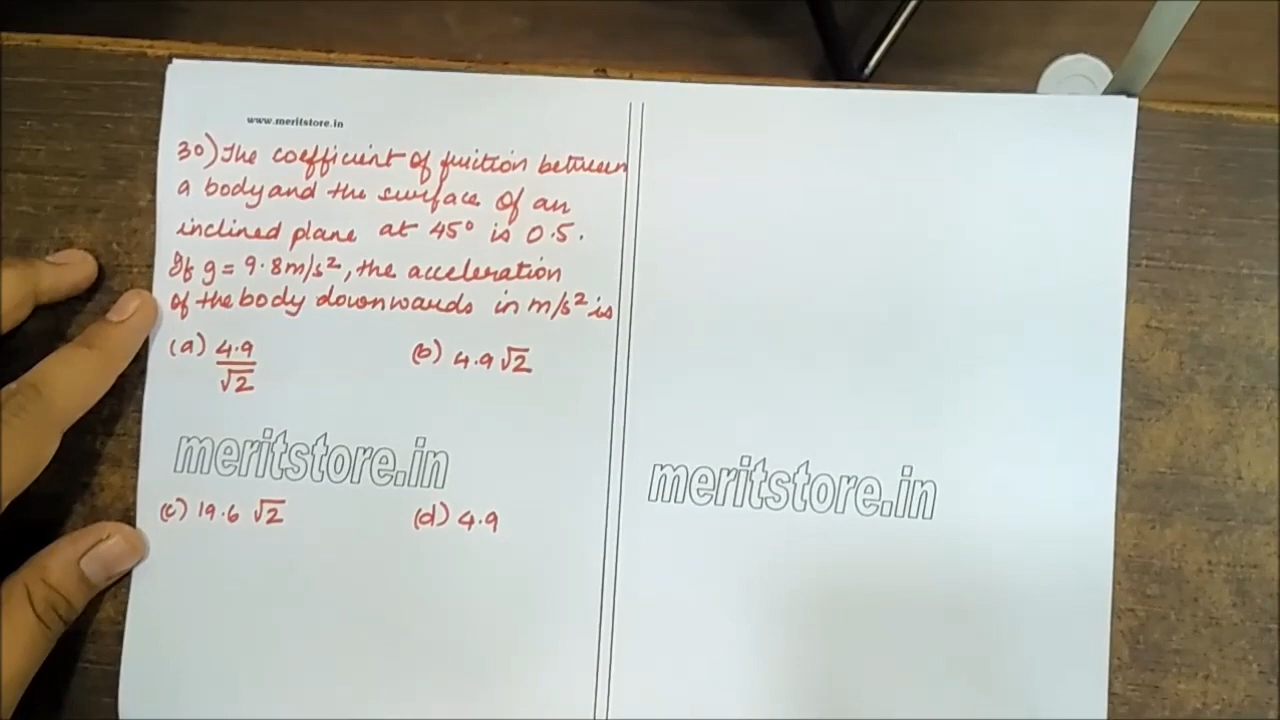 www.meritstore.in
30) The coefficient of friction between
a body and the surface of an
inclined plane at 45° is 0.5.
If g = 9.8m/s², the acceleration
of the body downwards in m/s² is
(a) 4.9/√2 (b) 4.9√2
meritstore.in
meritstore.in
(c) 19.6 √2 (d) 4.9